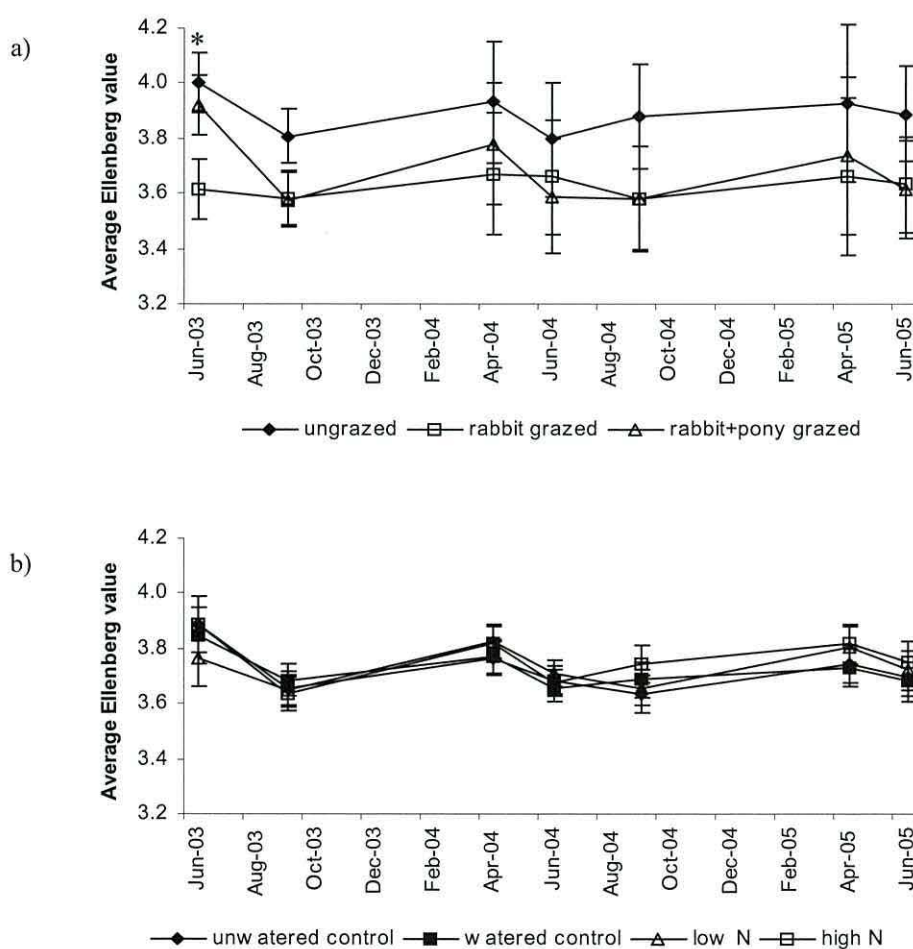 a)
Average Ellenberg value
4.2
4.0
3.8
3.6
3.4
3.2
*
Jun-03 Aug-03 Oct-03 Dec-03 Feb-04 Apr-04 Jun-04 Aug-04 Oct-04 Dec-04 Feb-05 Apr-05 Jun-05
ungrazed rabbit grazed rabbit+pony grazed
b)
Average Ellenberg value
4.2
4.0
3.8
3.6
3.4
3.2
Jun-03 Aug-03 Oct-03 Dec-03 Feb-04 Apr-04 Jun-04 Aug-04 Oct-04 Dec-04 Feb-05 Apr-05 Jun-05
unw atered control w atered control low N high N